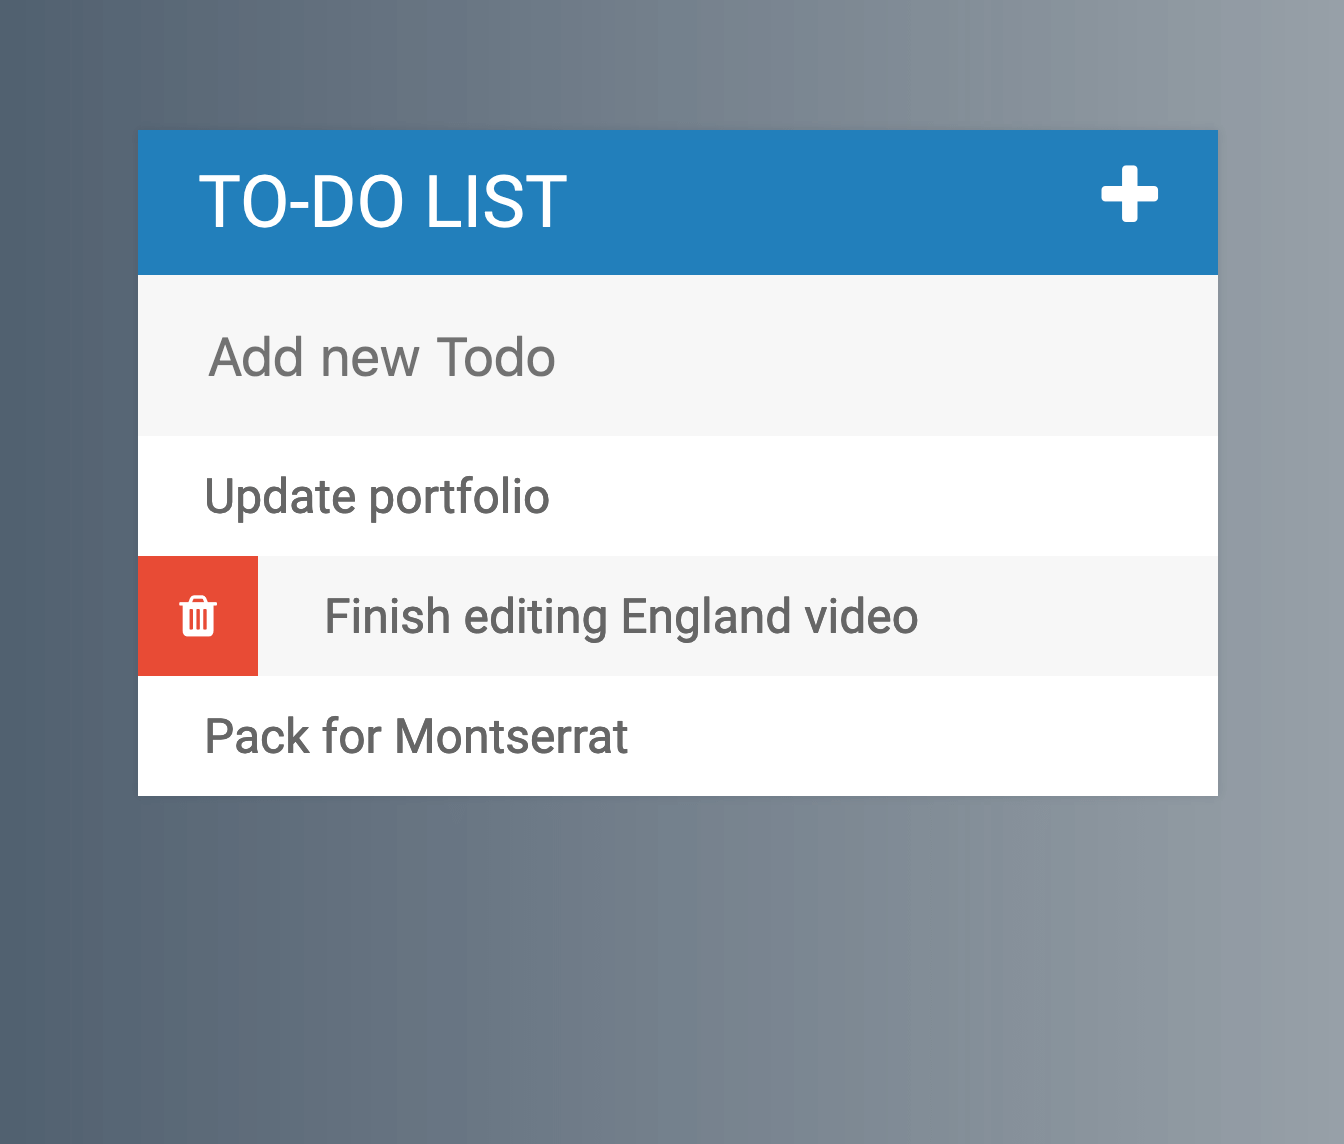 TO-DO LIST
Add new Todo
Update portfolio
Finish editing England video
Pack for Montserrat